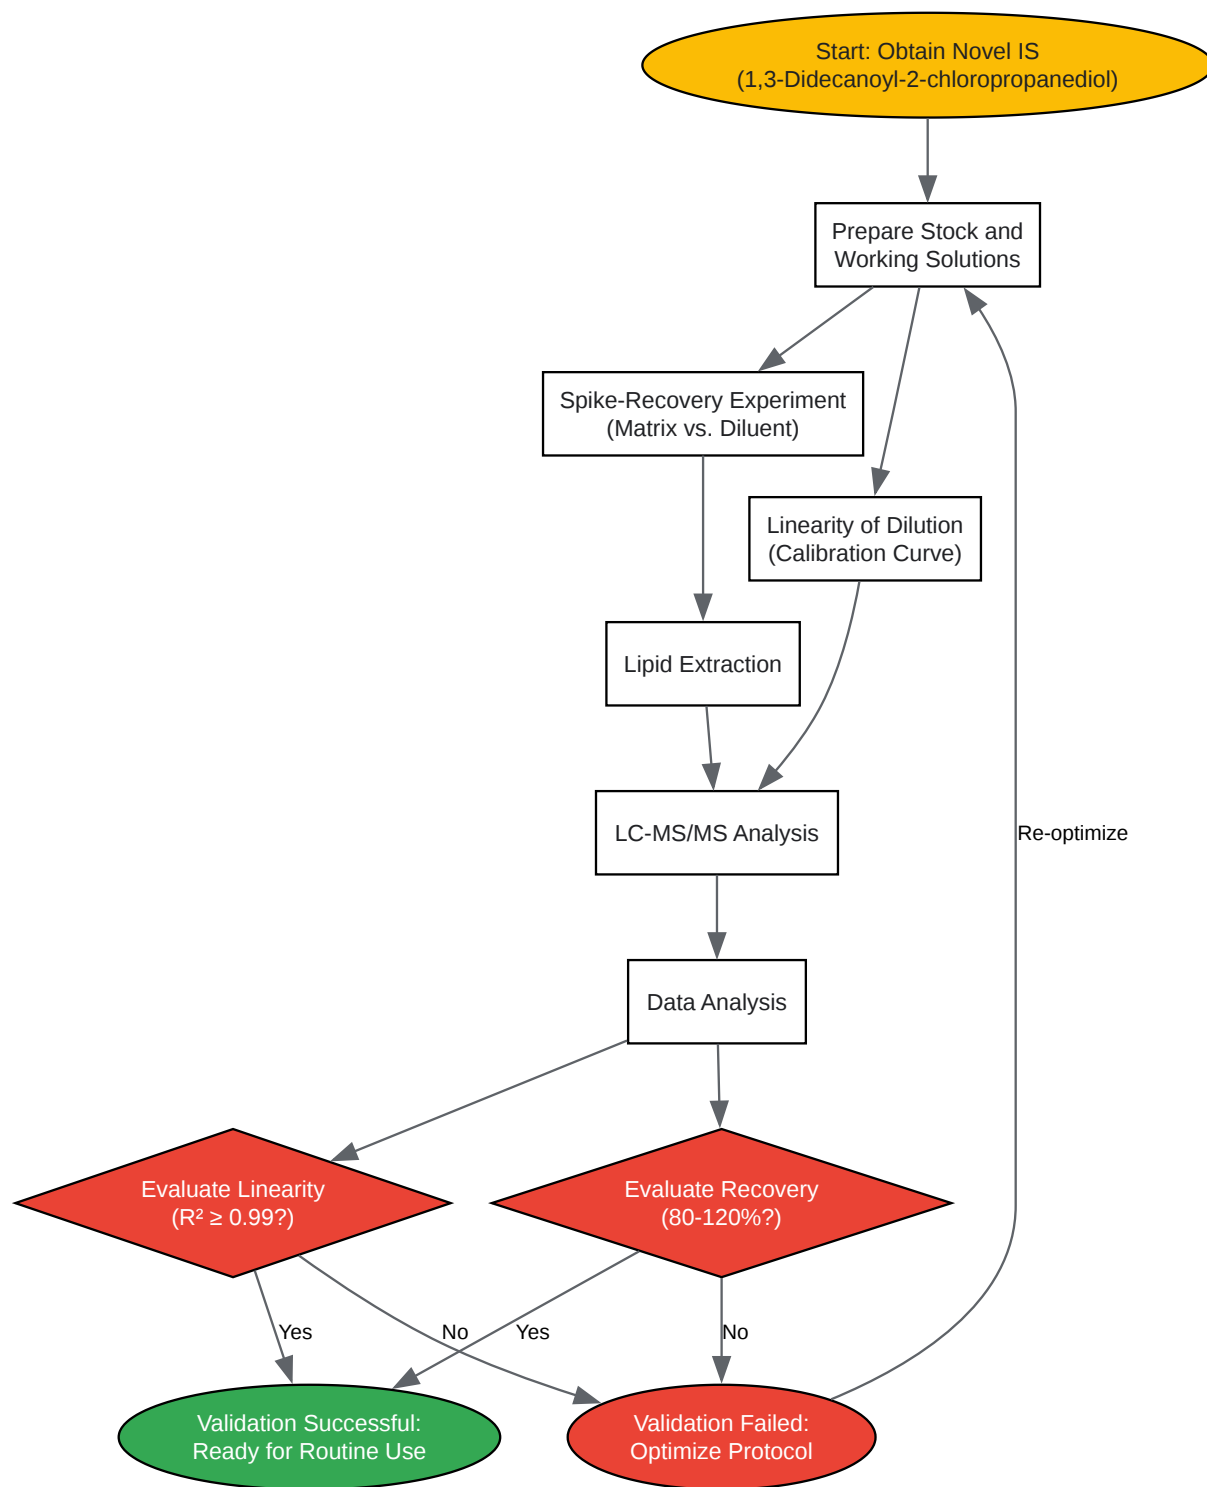 Start: Obtain Novel IS
(1,3-Didecanoyl-2-chloropropanediol)
Prepare Stock and
Working Solutions
Spike-Recovery Experiment
(Matrix vs. Diluent)
Linearity of Dilution
(Calibration Curve)
Lipid Extraction
LC-MS/MS Analysis
Re-optimize
Data Analysis
Evaluate Linearity
(R² ≥ 0.99?)
Evaluate Recovery
(80-120%?)
Yes
No
Yes
No
Validation Successful:
Ready for Routine Use
Validation Failed:
Optimize Protocol